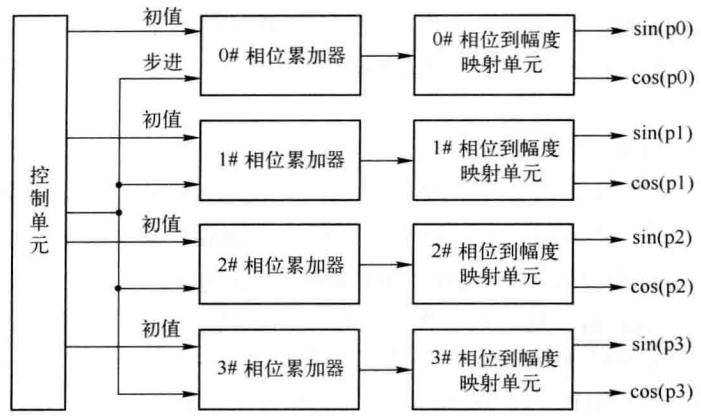 控制单元
初值
步进
0# 相位累加器
0# 相位到幅度
映射单元
sin(p0)
cos(p0)
初值
1# 相位累加器
1# 相位到幅度
映射单元
sin(p1)
cos(p1)
初值
2# 相位累加器
2# 相位到幅度
映射单元
sin(p2)
cos(p2)
初值
3# 相位累加器
3# 相位到幅度
映射单元
sin(p3)
cos(p3)